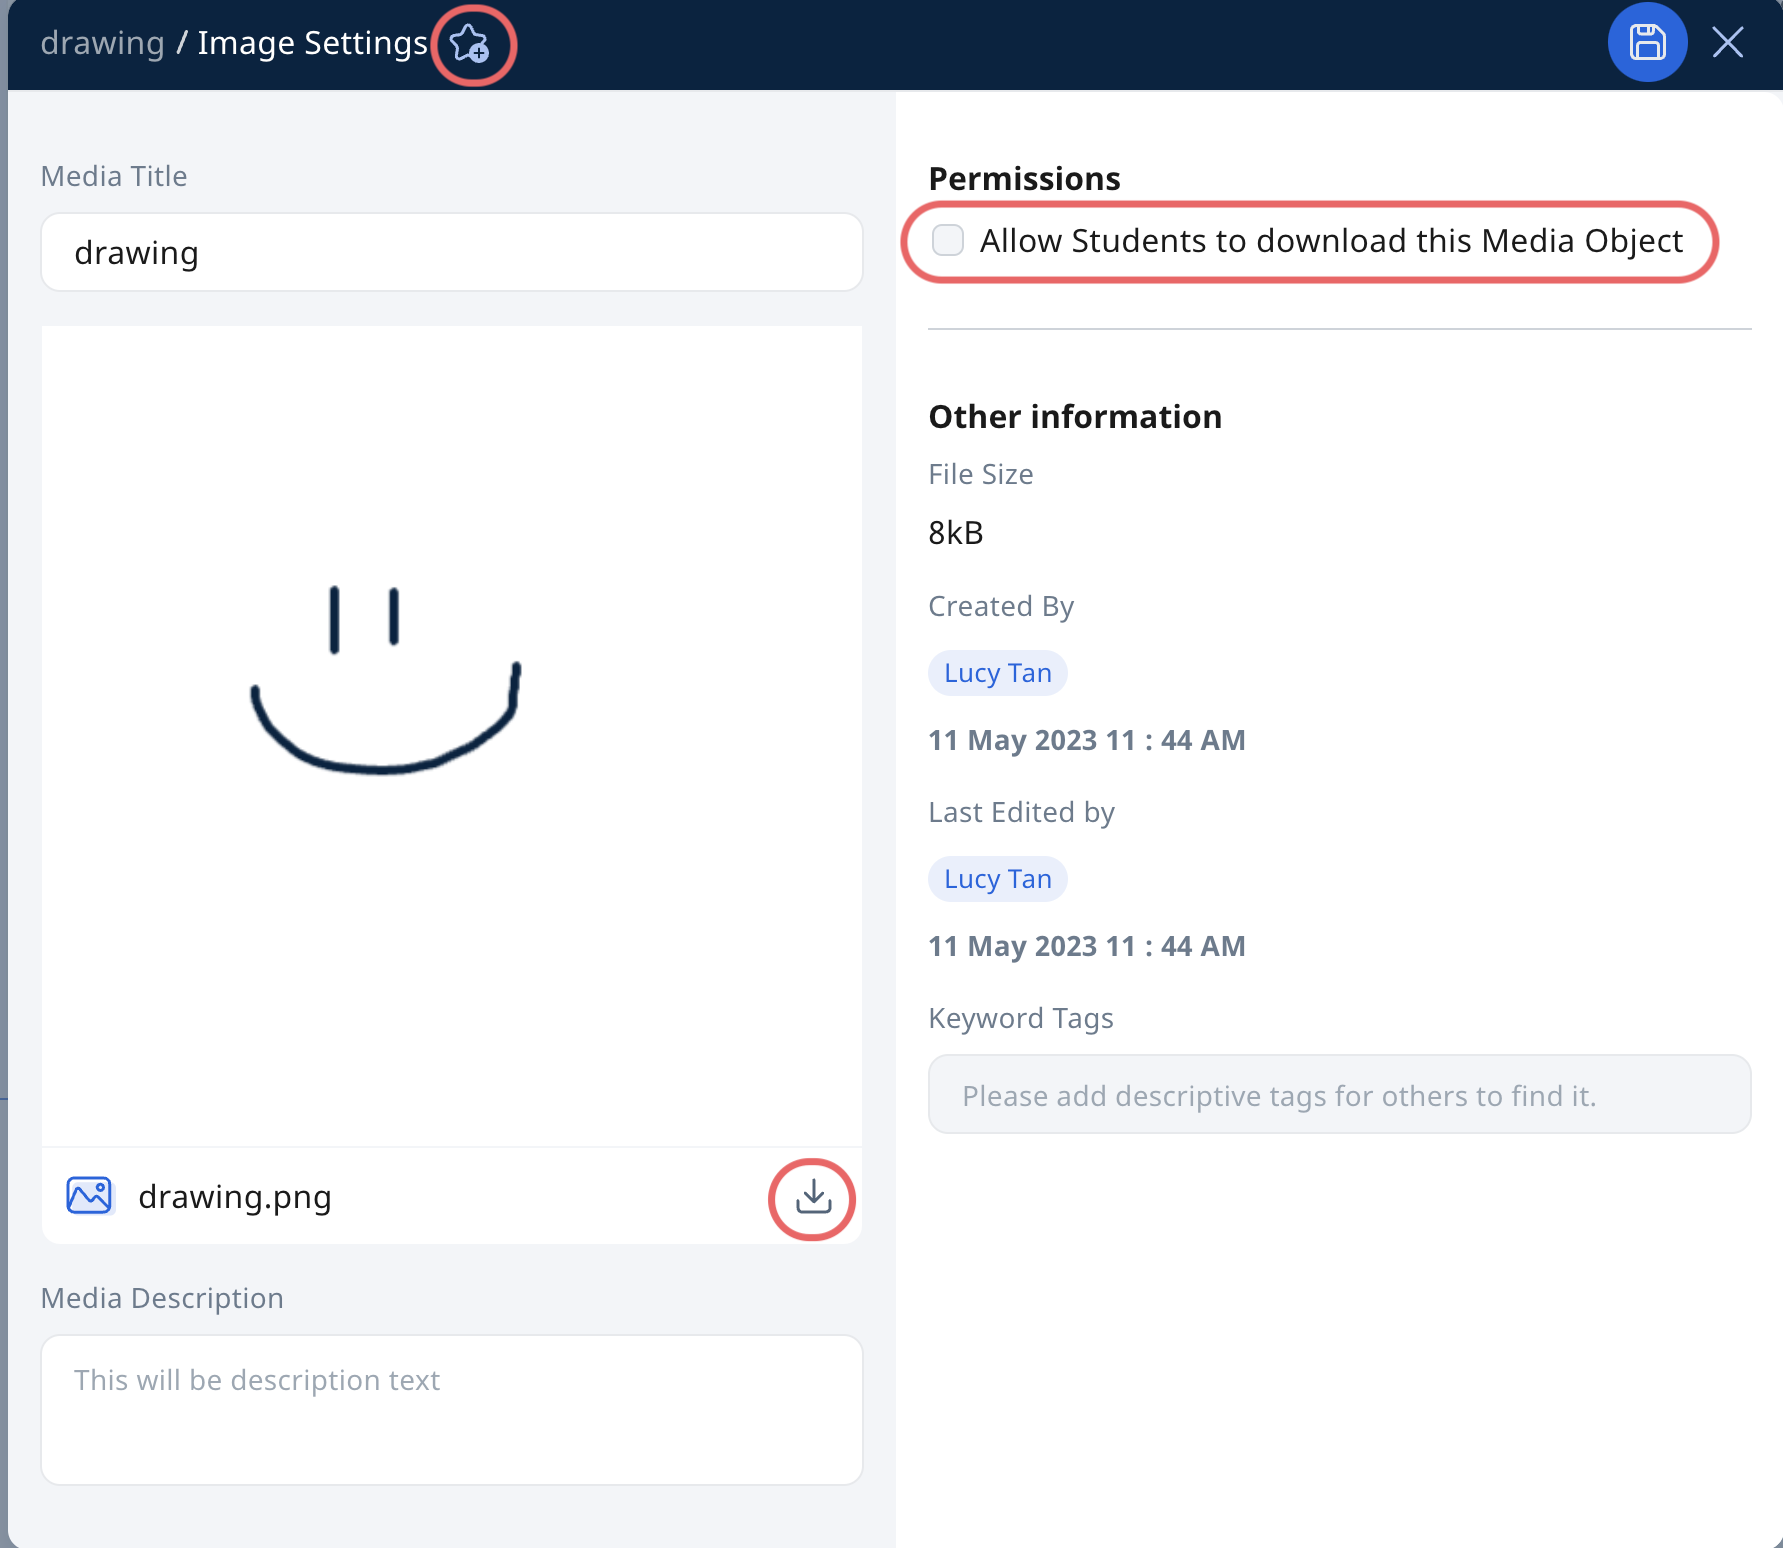 drawing / Image Settings
Media Title
drawing
drawing.png
Media Description
This will be description text
Permissions
Allow Students to download this Media Object
Other information
File Size
8kB
Created By
Lucy Tan
11 May 2023 11 : 44 AM
Last Edited by
Lucy Tan
11 May 2023 11 : 44 AM
Keyword Tags
Please add descriptive tags for others to find it.